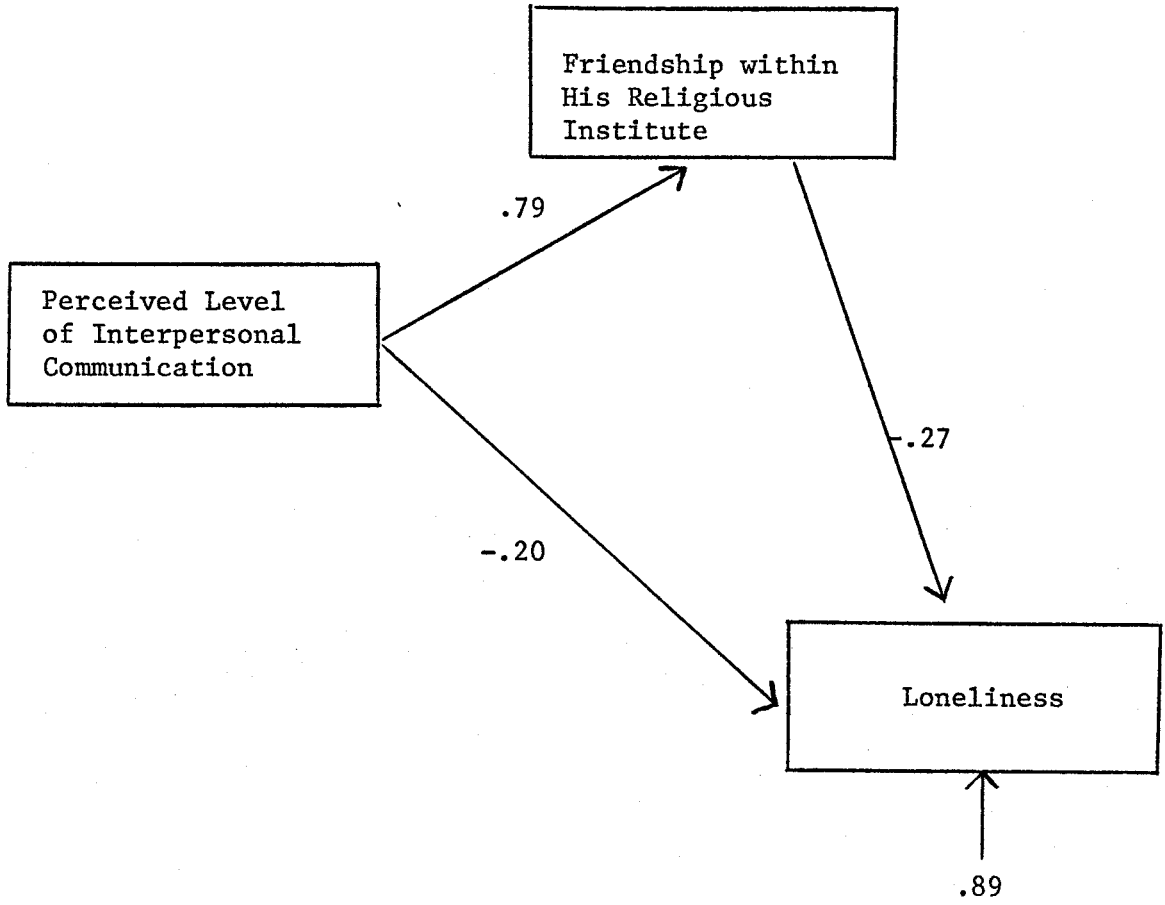 Friendship within
His Religious
Institute
.79
Perceived Level
of Interpersonal
Communication
-.27
-.20
Loneliness
.89